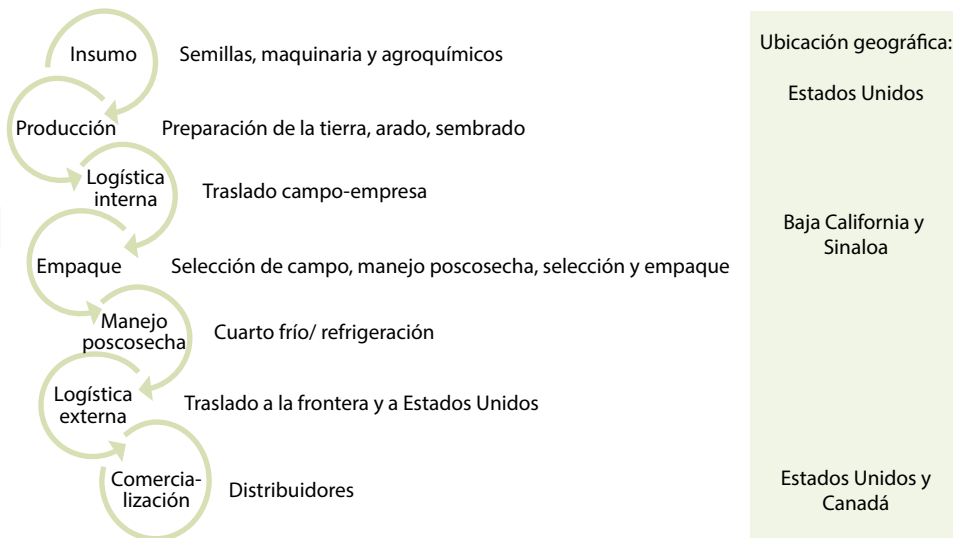 Insumo
Semillas, maquinaria y agroquímicos
Producción
Preparación de la tierra, arado, sembrado
Logística
interna
Traslado campo-empresa
Empaque
Selección de campo, manejo poscosecha, selección y empaque
Manejo
poscosecha
Cuarto frío/ refrigeración
Logística
externa
Traslado a la frontera y a Estados Unidos
Comercia-
lización
Distribuidores
Ubicación geográfica:
Estados Unidos
Baja California y
Sinaloa
Estados Unidos y
Canadá